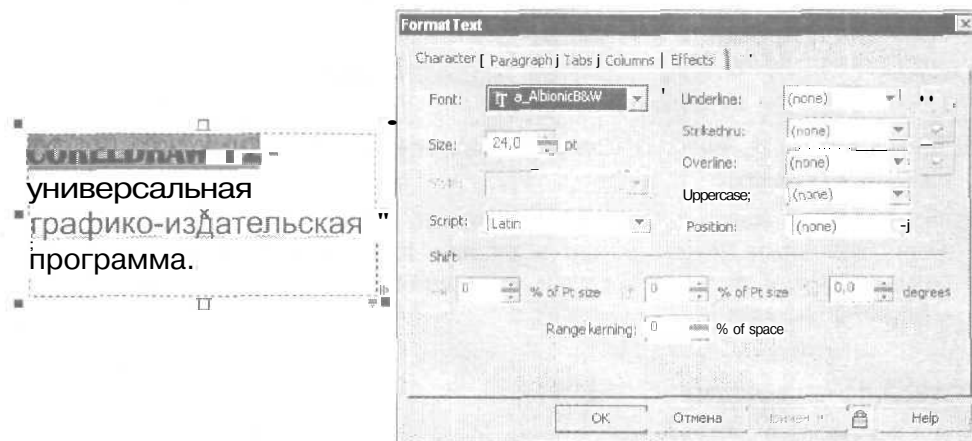 CORELDRAW 12 -
универсальная
графико-издательская
программа.
Format Text
Character Paragraph Tabs Columns Effects
Font: a_AlbionicB&W Underline: (none)
Size: 24,0 pt Strikethru: (none)
Overline: (none)
Uppercase: (none)
Script: Latin Position: (none)
Shift
0 % of Pt size 0 % of Pt size 0,0 degrees
Range kerning: 0 % of space
OK Отмена Help